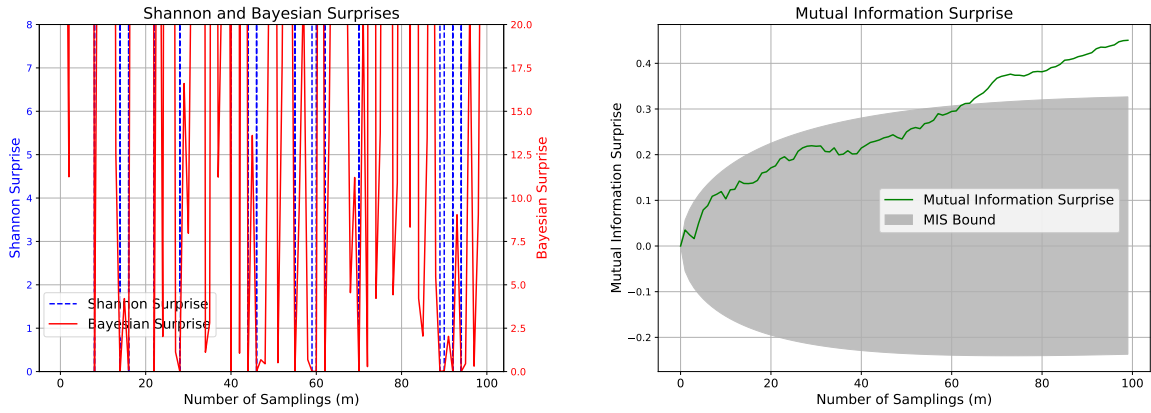 Shannon and Bayesian Surprises
8
7
6
5
4
3
2
1
0
Shannon Surprise
20.0
17.5
15.0
12.5
10.0
7.5
5.0
2.5
0.0
Bayesian Surprise
Shannon Surprise
Bayesian Surprise
0 20 40 60 80 100
Number of Samplings (m)
Mutual Information Surprise
0.4
0.3
0.2
0.1
0.0
−0.1
−0.2
Mutual Information Surprise
Mutual Information Surprise
MIS Bound
0 20 40 60 80 100
Number of Samplings (m)